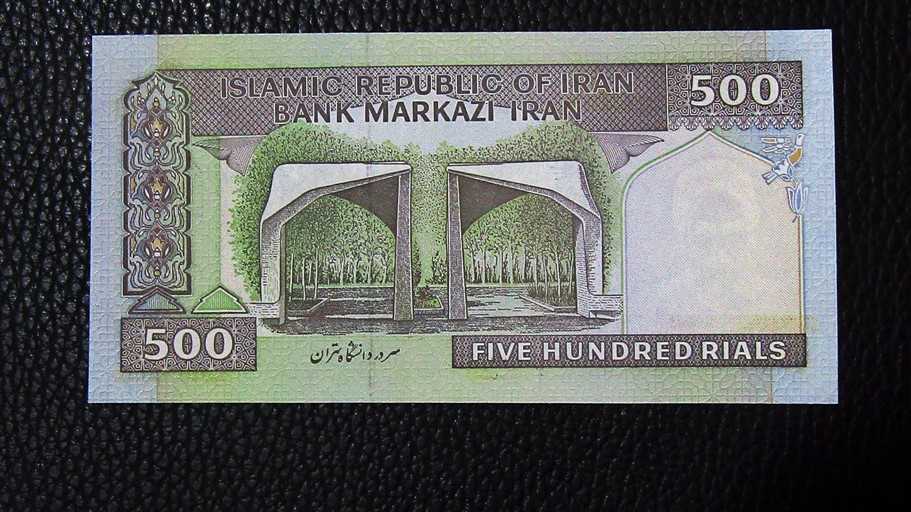 ISLAMIC REPUBLIC OF IRAN
500
BANK MARKAZI IRAN
500
سردر دانشگاه تهران
FIVE HUNDRED RIALS